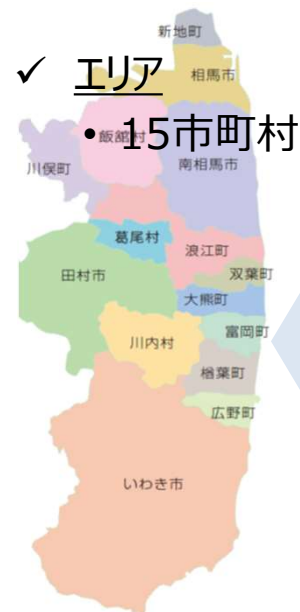 新地町
✓ エリア
相馬市
• 15市町村
飯舘村
川俣町
南相馬市
葛尾村
浪江町
田村市
双葉町
大熊町
富岡町
川内村
楢葉町
広野町
いわき市